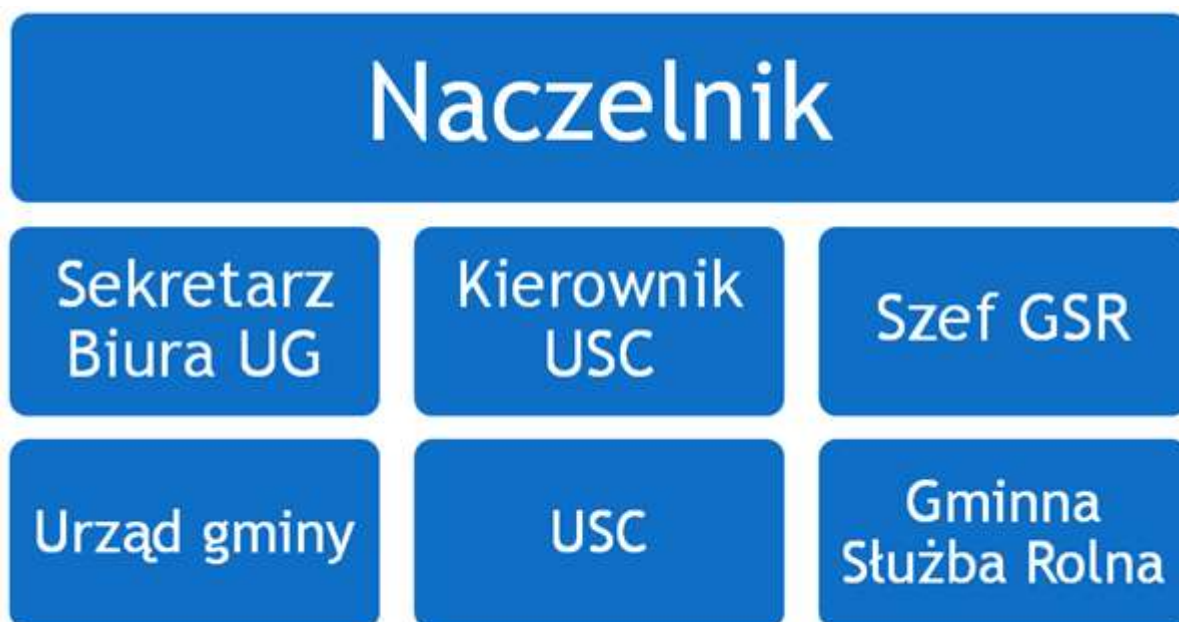 Naczelnik
Sekretarz
Biura UG
Kierownik
USC
Szef GSR
Urząd gminy
USC
Gminna
Służba Rolna